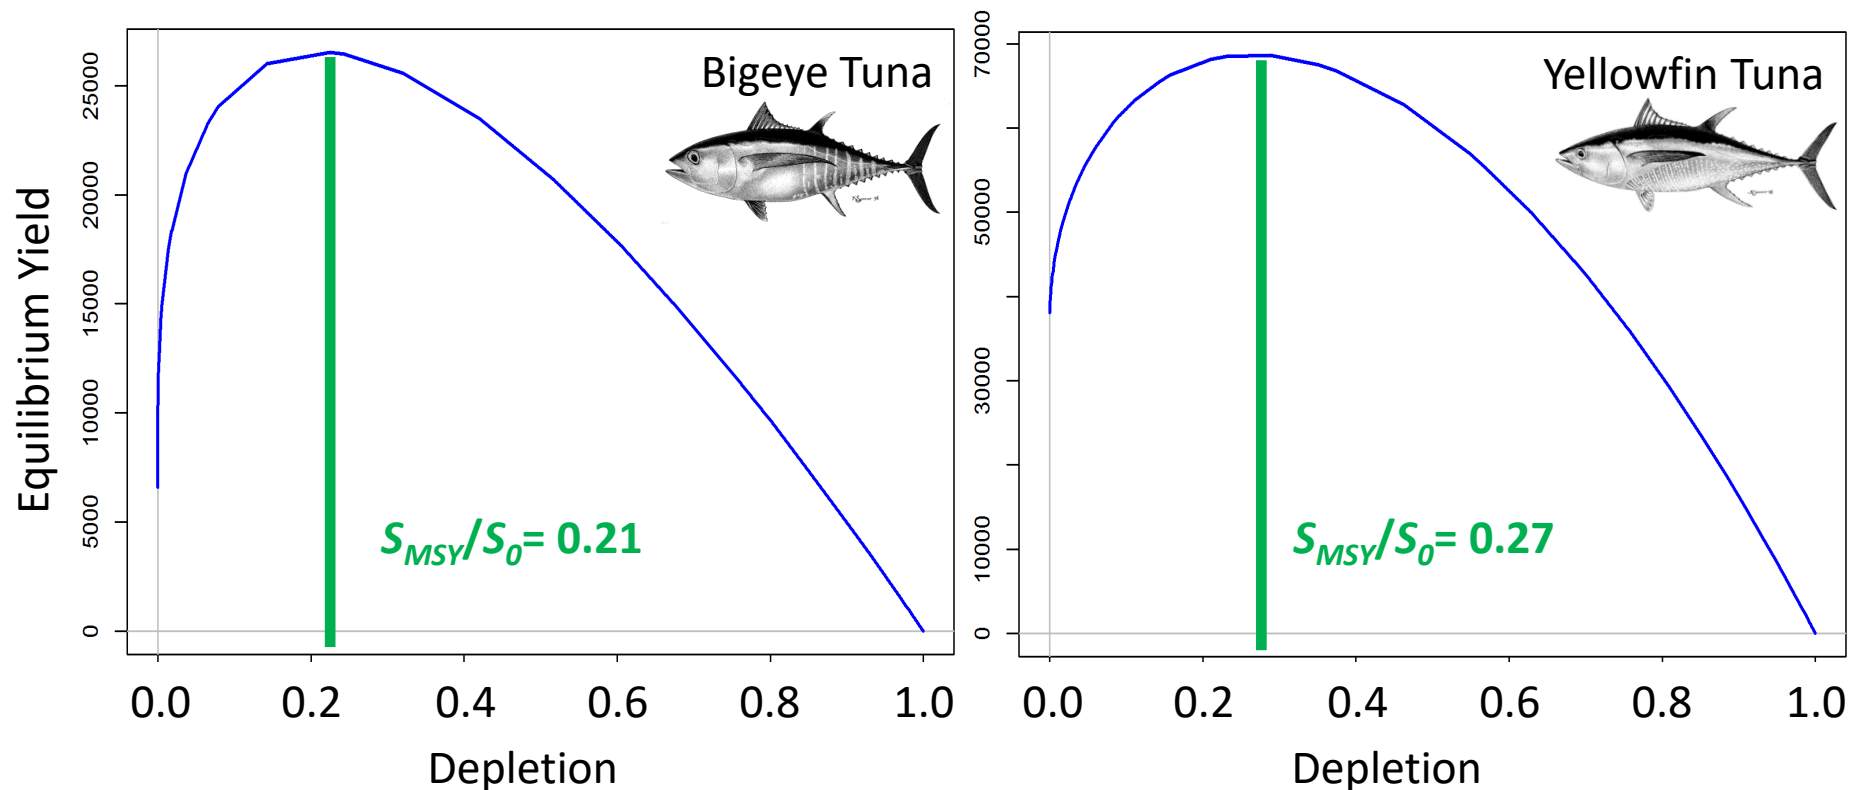 Bigeye Tuna
Equilibrium Yield
25000
20000
15000
10000
5000
0
S_MSY/S_0= 0.21
0.0 0.2 0.4 0.6 0.8 1.0
Depletion
Yellowfin Tuna
70000
50000
30000
10000
0
S_MSY/S_0= 0.27
0.0 0.2 0.4 0.6 0.8 1.0
Depletion